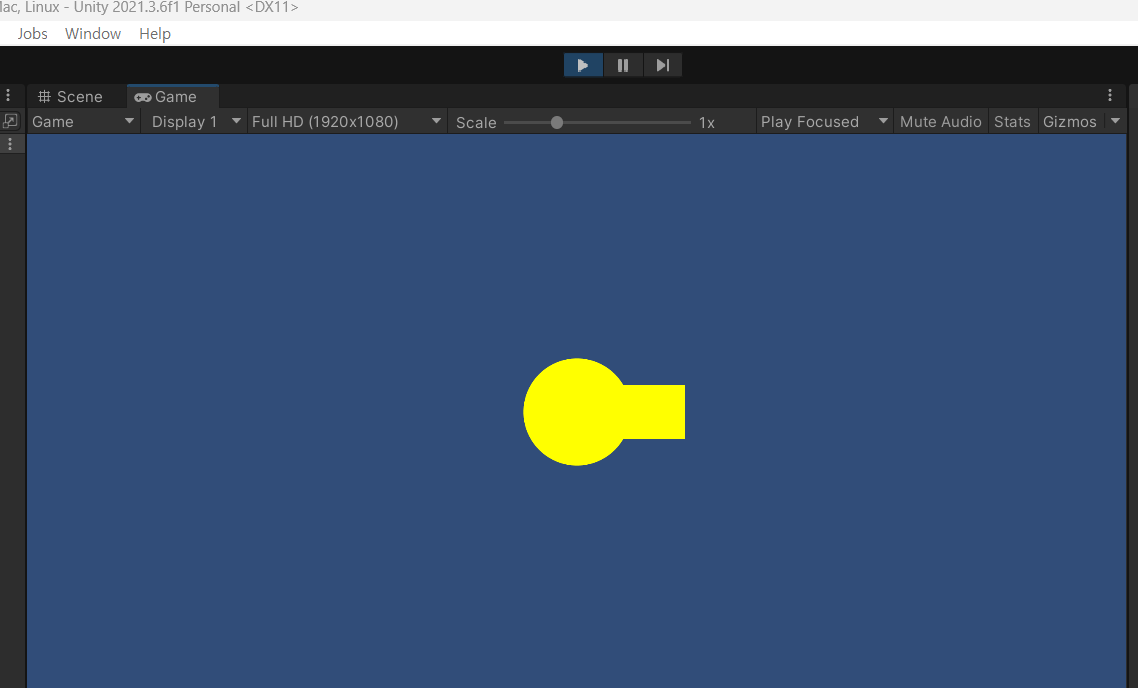 Mac, Linux - Unity 2021.3.6f1 Personal <DX11>
Jobs Window Help
Scene Game
Game Display 1 Full HD (1920x1080) Scale 1x Play Focused Mute Audio Stats Gizmos